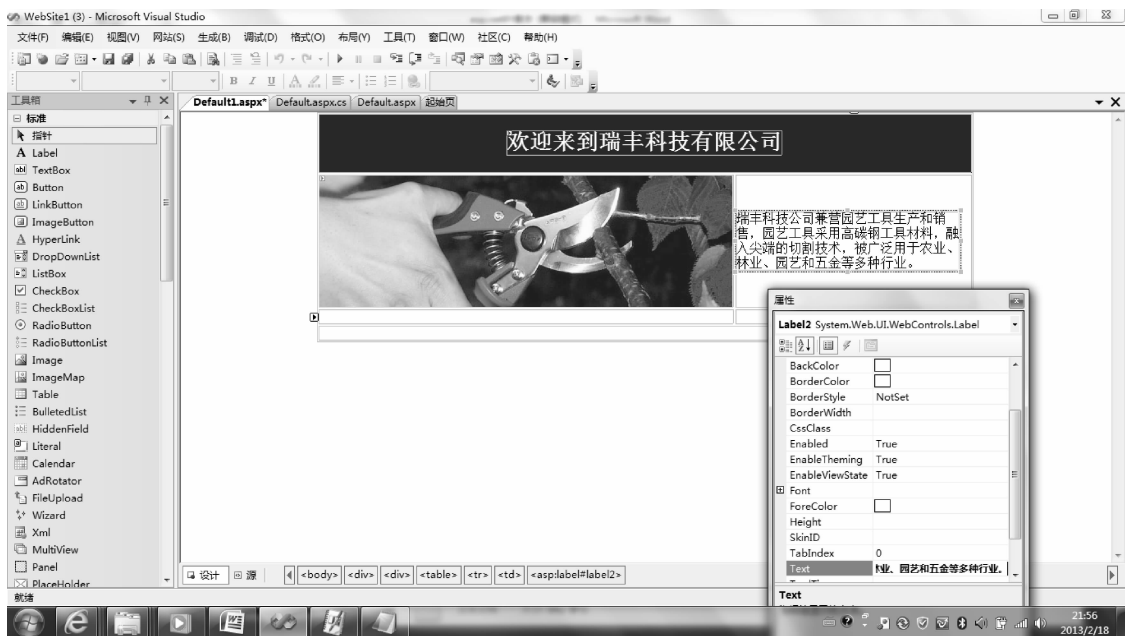 WebSite1 (3) - Microsoft Visual Studio
文件(F) 编辑(E) 视图(V) 网站(S) 生成(B) 调试(D) 格式(O) 布局(Y) 工具(T) 窗口(W) 社区(C) 帮助(H)
B I U A
工具箱
Default1.aspx* Default.aspx.cs Default.aspx 起始页
标准
指针
A Label
abl TextBox
ab Button
ab LinkButton
ImageButton
A HyperLink
DropDownList
ListBox
CheckBox
CheckBoxList
RadioButton
RadioButtonList
Image
ImageMap
Table
BulletedList
abl HiddenField
Literal
Calendar
AdRotator
FileUpload
Wizard
Xml
MultiView
Panel
PlaceHolder
欢迎来到瑞丰科技有限公司
瑞丰科技公司兼营园艺工具生产和销
售，园艺工具采用高碳钢工具材料，融
入尖端的切割技术，被广泛用于农业、
林业、园艺和五金等多种行业。
属性
Label2 System.Web.UI.WebControls.Label
BackColor
BorderColor
BorderStyle NotSet
BorderWidth
CssClass
Enabled True
EnableTheming True
EnableViewState True
Font
ForeColor
Height
SkinID
TabIndex 0
Text 林业、园艺和五金等多种行业。
Text
设计 源 <body> <div> <div> <table> <tr> <td> <asp:label#label2>
就绪
21:56
2013/2/18